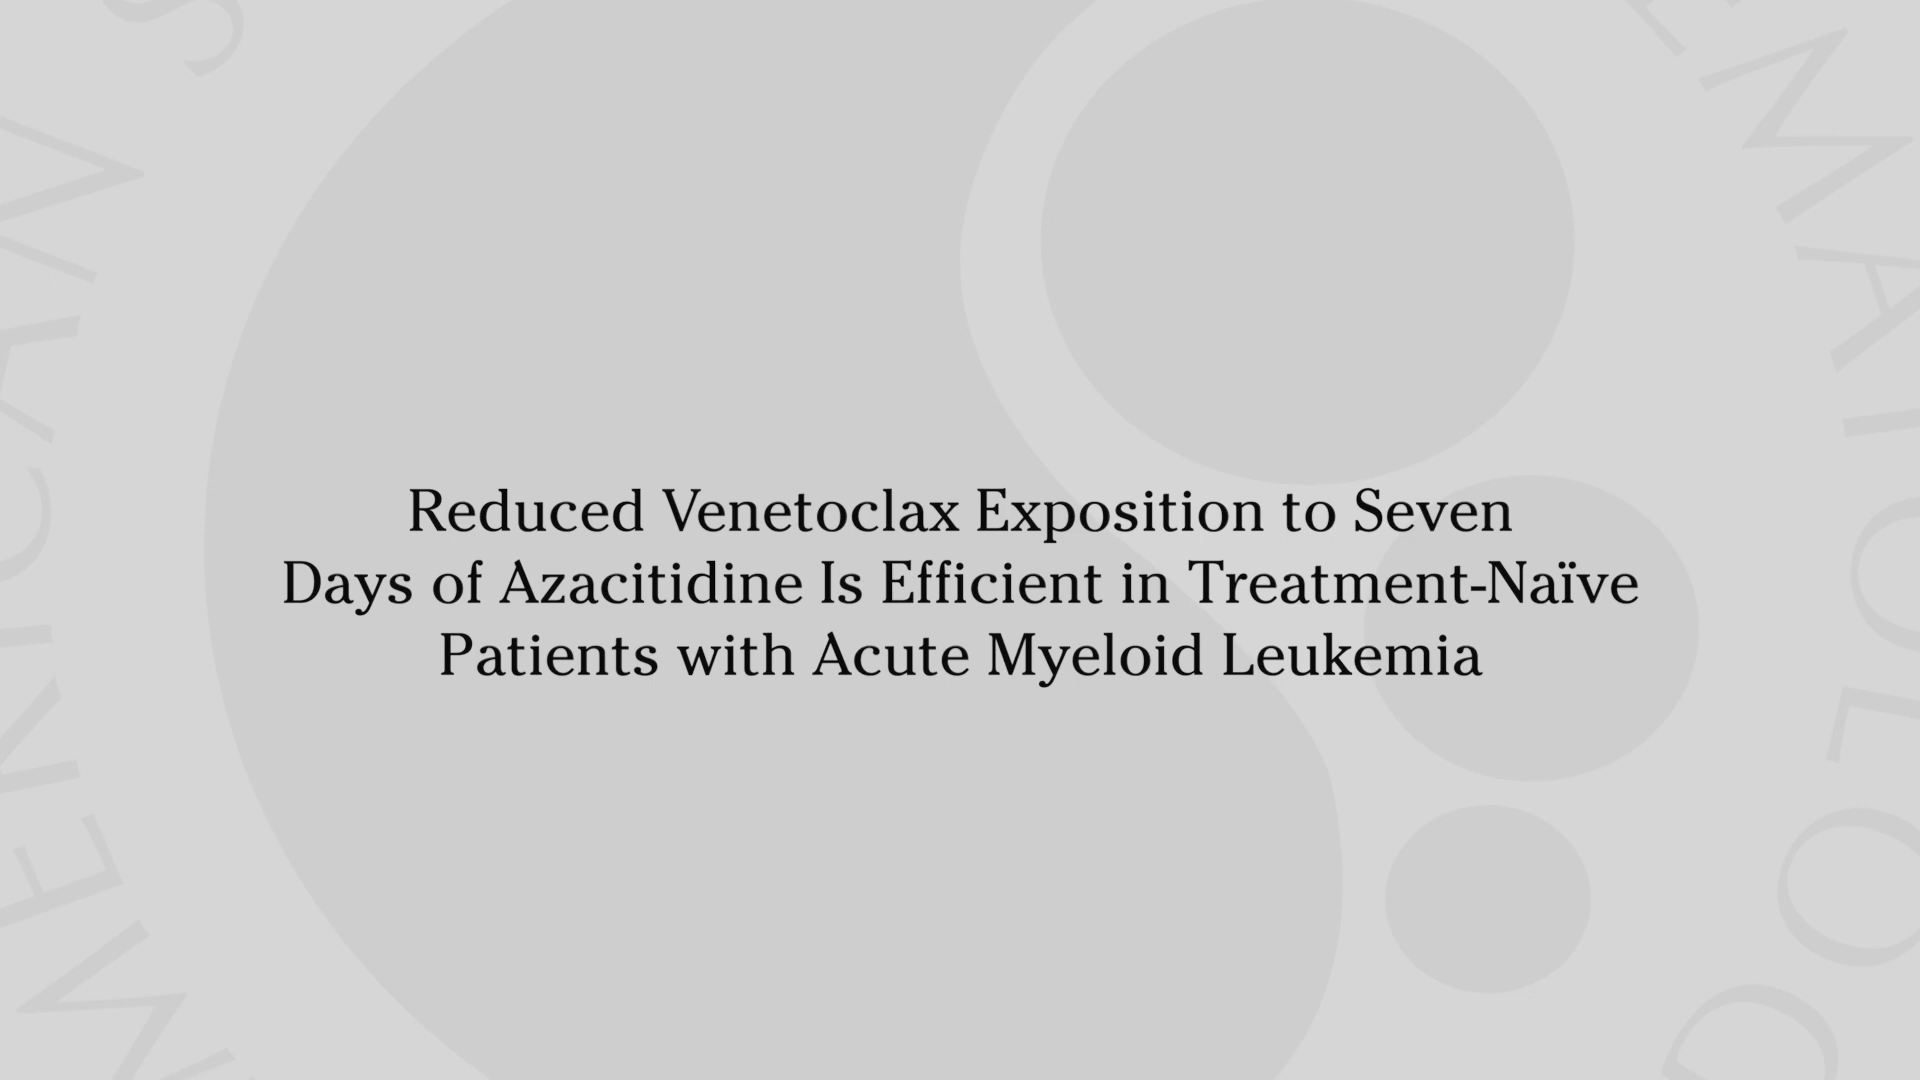 Reduced Venetoclax Exposition to Seven
Days of Azacitidine Is Efficient in Treatment-Naïve
Patients with Acute Myeloid Leukemia